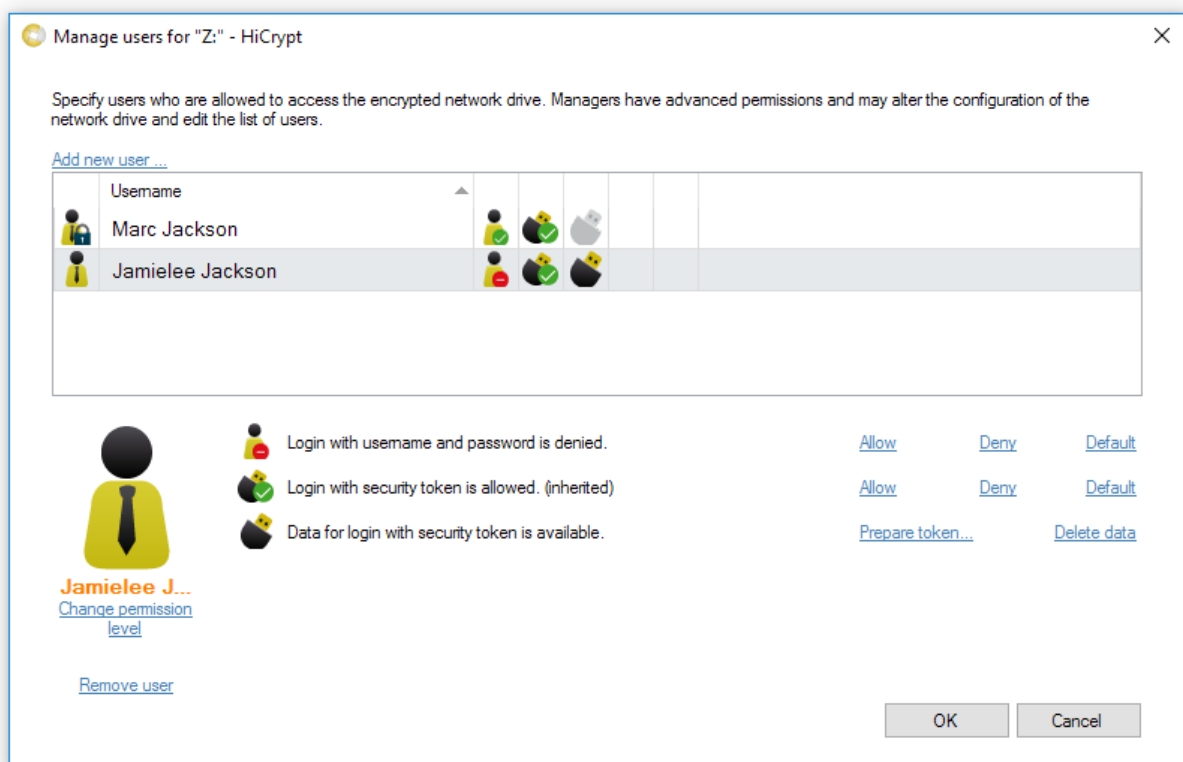 Manage users for "Z:" - HiCrypt
Specify users who are allowed to access the encrypted network drive. Managers have advanced permissions and may alter the configuration of the
network drive and edit the list of users.
Add new user ...
Username
Marc Jackson
Jamielee Jackson
Login with username and password is denied. Allow Deny Default
Login with security token is allowed. (inherited) Allow Deny Default
Data for login with security token is available. Prepare token... Delete data
Jamielee J...
Change permission
level
Remove user
OK Cancel